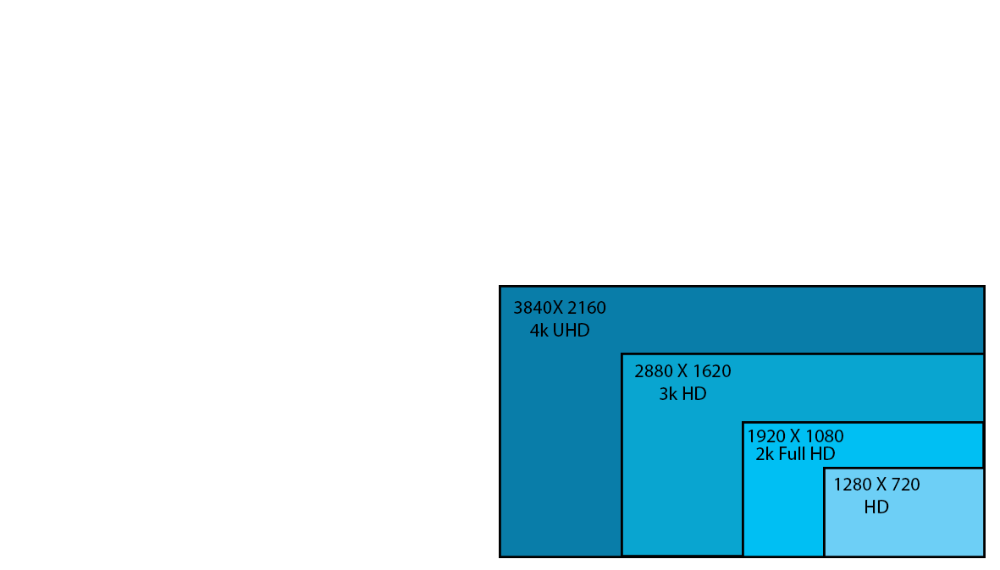 3840X 2160
4k UHD
2880 X 1620
3k HD
1920 X 1080
2k Full HD
1280 X 720
HD